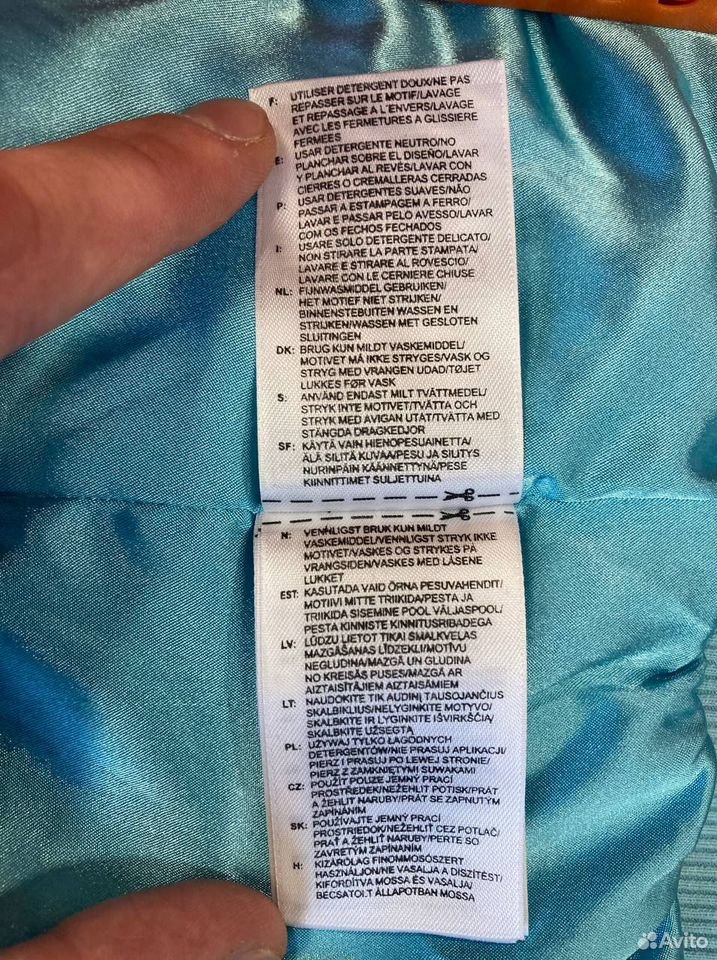 F: UTILISER DETERGENT DOUX/NE PAS
REPASSER SUR LE MOTIF/LAVAGE
ET REPASSAGE A L'ENVERS/LAVAGE
AVEC LES FERMETURES A GLISSIERE
FERMEES
E: USAR DETERGENTE NEUTRO/NO
PLANCHAR SOBRE EL DISEÑO/LAVAR
Y PLANCHAR AL REVÉS/LAVAR CON
CIERRES O CREMALLERAS CERRADAS
P: USAR DETERGENTES SUAVES/NÃO
PASSAR A ESTAMPAGEM A FERRO/
LAVAR E PASSAR PELO AVESSO/LAVAR
COM OS FECHOS FECHADOS
I: USARE SOLO DETERGENTE DELICATO/
NON STIRARE LA PARTE STAMPATA/
LAVARE E STIRARE AL ROVESCIO/
LAVARE CON LE CERNIERE CHIUSE
NL: FIJNWASMIDDEL GEBRUIKEN/
HET MOTIEF NIET STRIJKEN/
BINNENSTEBUITEN WASSEN EN
STRIJKEN/WASSEN MET GESLOTEN
SLUITINGEN
DK: BRUG KUN MILDT VASKEMIDDEL/
MOTIVET MÅ IKKE STRYGES/VASK OG
STRYG MED VRANGEN UDAD/TØJET
LUKKES FØR VASK
S: ANVÄND ENDAST MILT TVÄTTMEDEL/
STRYK INTE MOTIVET/TVÄTTA OCH
STRYK MED AVIGAN UTÅT/TVÄTTA MED
STÄNGDA DRAGKEDJOR
SF: KÄYTÄ VAIN HIENOPESUAINETTA/
ÄLÄ SILITÄ KUVAA/PESU JA SILITYS
NURINPÄIN KÄÄNNETTYNÄ/PESE
KIINNITTIMET SULJETTUINA
N: VENNLIGST BRUK KUN MILDT
VASKEMIDDEL/VENNLIGST STRYK IKKE
MOTIVET/VASKES OG STRYKES PÅ
VRANGSIDEN/VASKES MED LÅSENE
LUKKET
EST: KASUTADA VAID ÕRNA PESUVAHENDIT/
MOTIIVI MITTE TRIIKIDA/PESTA JA
TRIIKIDA SISEMINE POOL VÄLJASPOOL/
PESTA KINNISTE KINNITUSRIBADEGA
LV: LŪDZU LIETOT TIKAI SMALKVEĻAS
MAZGĀŠANAS LĪDZEKLI/MOTĪVU
NEGLUDINA/MAZGĀ UN GLUDINA
NO KREISĀS PUSES/MAZGĀ AR
AIZTAISĪTĀJIEM AIZTAISĀMIEM
LT: NAUDOKITE TIK AUDINĮ TAUSOJANČIUS
SKALBIKLIUS/NELYGINKITE MOTYVO/
SKALBKITE IR LYGINKITE IŠVIRKŠČIĄ/
SKALBKITE UŽSEGTĄ
PL: UŻYWAJ TYLKO ŁAGODNYCH
DETERGENTÓW/NIE PRASUJ APLIKACJI/
PIERZ I PRASUJ PO LEWEJ STRONIE/
PIERZ Z ZAMKNIĘTYMI SUWAKAMI
CZ: POUŽÍT POUZE JEMNÝ PRACÍ
PROSTŘEDEK/NEŽEHLIT POTISK/PRÁT
A ŽEHLIT NARUBY/PRÁT SE ZAPNUTÝM
ZAPÍNÁNÍM
SK: POUŽÍVAJTE JEMNÝ PRACÍ
PROSTRIEDOK/NEŽEHLIŤ CEZ POTLAČ/
PRAŤ A ŽEHLIŤ NARUBY/PERTE SO
ZAVRETÝM ZAPÍNANÍM
H: KIZÁRÓLAG FINOMMOSÓSZERT
HASZNÁLJON/NE VASALJA A DÍSZÍTÉST/
KIFORDÍTVA MOSSA ÉS VASALJA/
BECSATOLT ÁLLAPOTBAN MOSSA
Avito